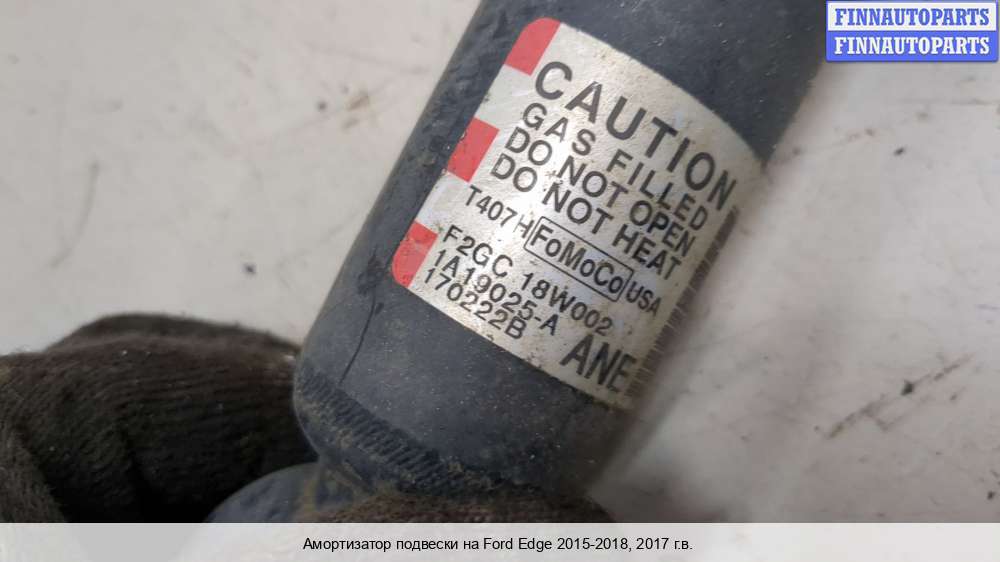 FINNAUTOPARTS
FINNAUTOPARTS
CAUTION
GAS FILLED
DO NOT OPEN
DO NOT HEAT
T407H FoMoCo USA
F2GC 18W002
1A19025-A
170222B ANE
Амортизатор подвески на Ford Edge 2015-2018, 2017 г.в.